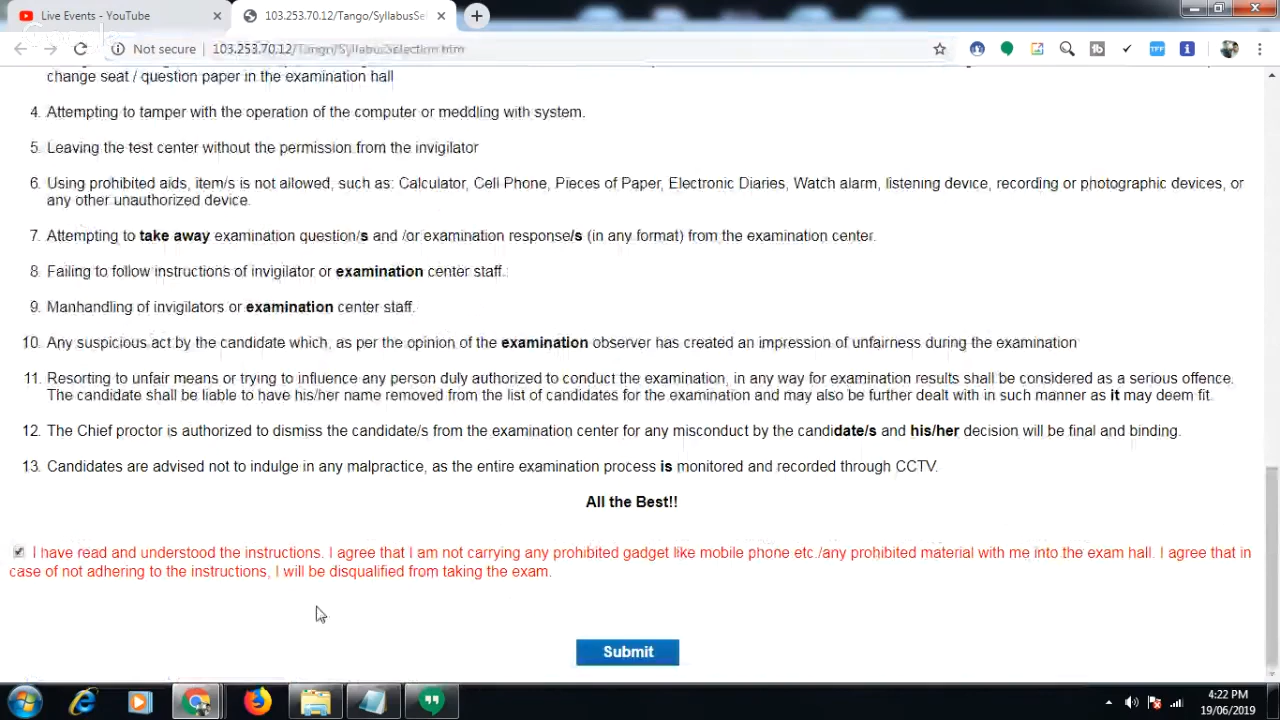 Live Events - YouTube
103.253.70.12/Tango/SyllabusSe
Not secure
103.253.70.12/Tango/SyllabusSelection.htm
change seat / question paper in the examination hall
4. Attempting to tamper with the operation of the computer or meddling with system.
5. Leaving the test center without the permission from the invigilator
6. Using prohibited aids, item/s is not allowed, such as: Calculator, Cell Phone, Pieces of Paper, Electronic Diaries, Watch alarm, listening device, recording or photographic devices, or
any other unauthorized device.
7. Attempting to take away examination question/s and /or examination response/s (in any format) from the examination center.
8. Failing to follow instructions of invigilator or examination center staff.
9. Manhandling of invigilators or examination center staff.
10. Any suspicious act by the candidate which, as per the opinion of the examination observer has created an impression of unfairness during the examination
11. Resorting to unfair means or trying to influence any person duly authorized to conduct the examination, in any way for examination results shall be considered as a serious offence.
The candidate shall be liable to have his/her name removed from the list of candidates for the examination and may also be further dealt with in such manner as it may deem fit.
12. The Chief proctor is authorized to dismiss the candidate/s from the examination center for any misconduct by the candidate/s and his/her decision will be final and binding.
13. Candidates are advised not to indulge in any malpractice, as the entire examination process is monitored and recorded through CCTV.
All the Best!!
I have read and understood the instructions. I agree that I am not carrying any prohibited gadget like mobile phone etc./any prohibited material with me into the exam hall. I agree that in
case of not adhering to the instructions, I will be disqualified from taking the exam.
Submit
4:22 PM
19/06/2019